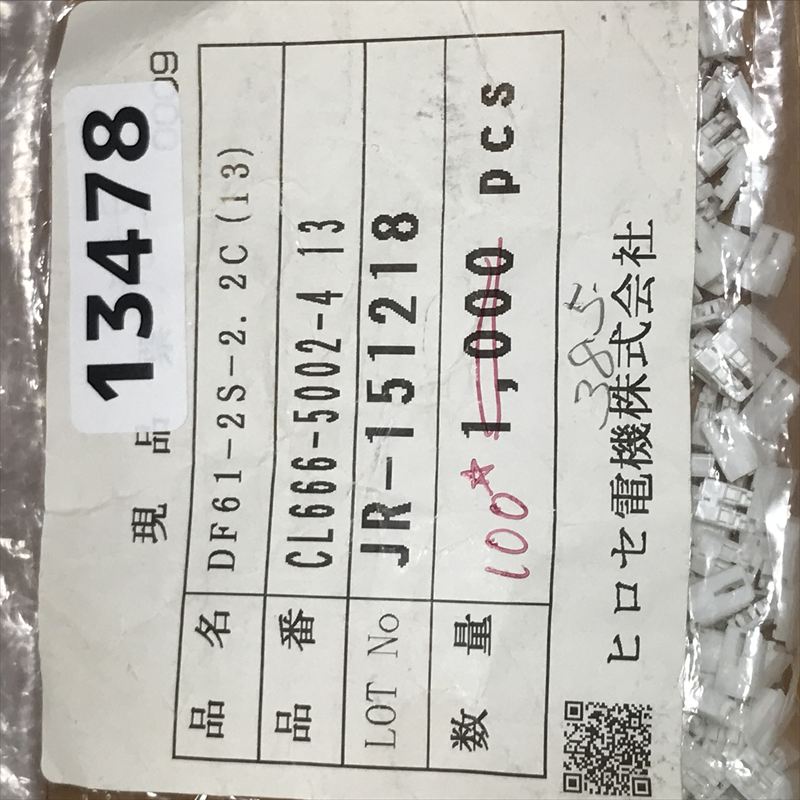 13478
現品
0009
品名 DF61-2S-2.2C(13)
品番 CL666-5002-4 13
LOT No JR-151218
数量 100* 1,000 pcs
385
ヒロセ電機株式会社